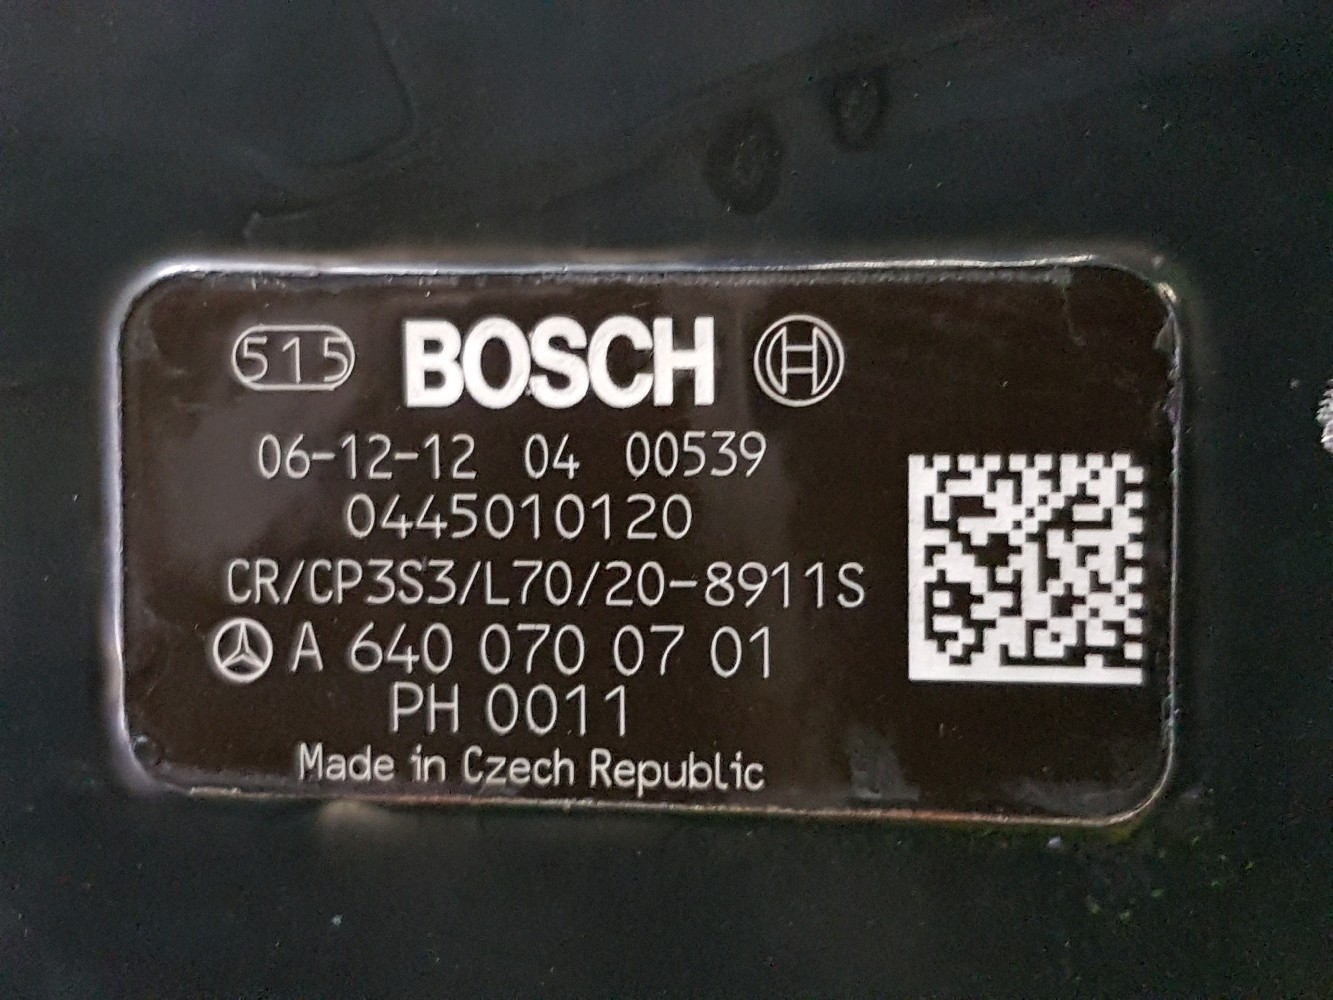 515 BOSCH
06-12-12 04 00539
0445010120
CR/CP3S3/L70/20-8911S
A 640 070 07 01
PH 0011
Made in Czech Republic